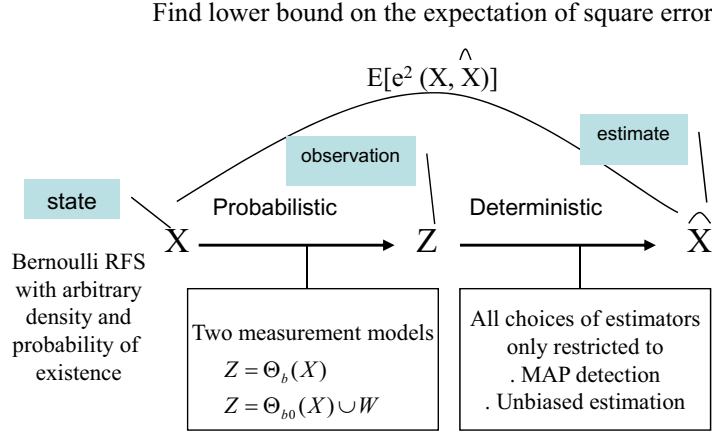 Find lower bound on the expectation of square error
E[e² (X, X̂)]
estimate
observation
state
Probabilistic
Deterministic
X
Z
X̂
Bernoulli RFS
with arbitrary
density and
probability of
existence
Two measurement models
Z = Θ_b(X)
Z = Θ_b0(X) ∪ W
All choices of estimators
only restricted to
. MAP detection
. Unbiased estimation